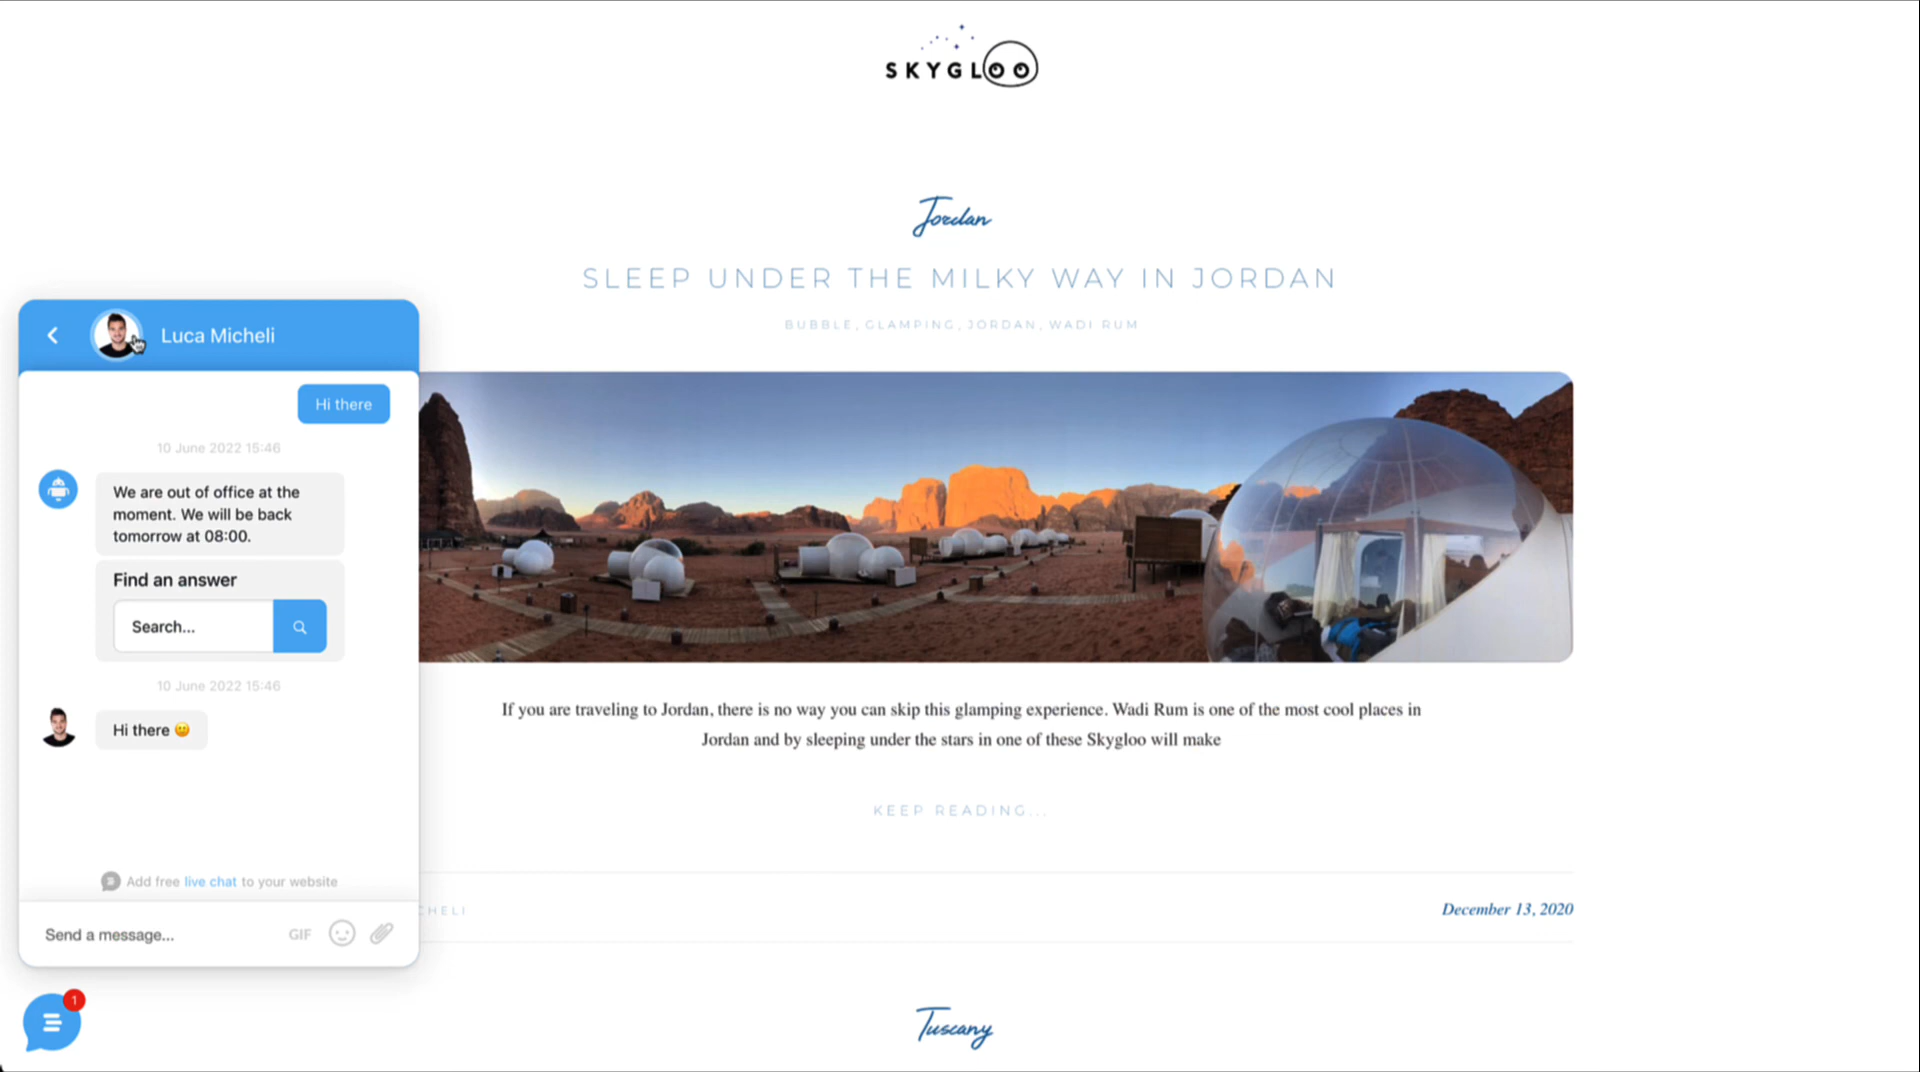 SKYGLOO
Jordan
SLEEP UNDER THE MILKY WAY IN JORDAN
BUBBLE, GLAMPING, JORDAN, WADI RUM
Luca Micheli
Hi there
10 June 2022 15:46
We are out of office at the
moment. We will be back
tomorrow at 08:00.
Find an answer
Search...
10 June 2022 15:46
Hi there
Add free live chat to your website
Send a message...
GIF
1
If you are traveling to Jordan, there is no way you can skip this glamping experience. Wadi Rum is one of the most cool places in
Jordan and by sleeping under the stars in one of these Skygloo will make
KEEP READING...
CHELI
December 13, 2020
Tuscany